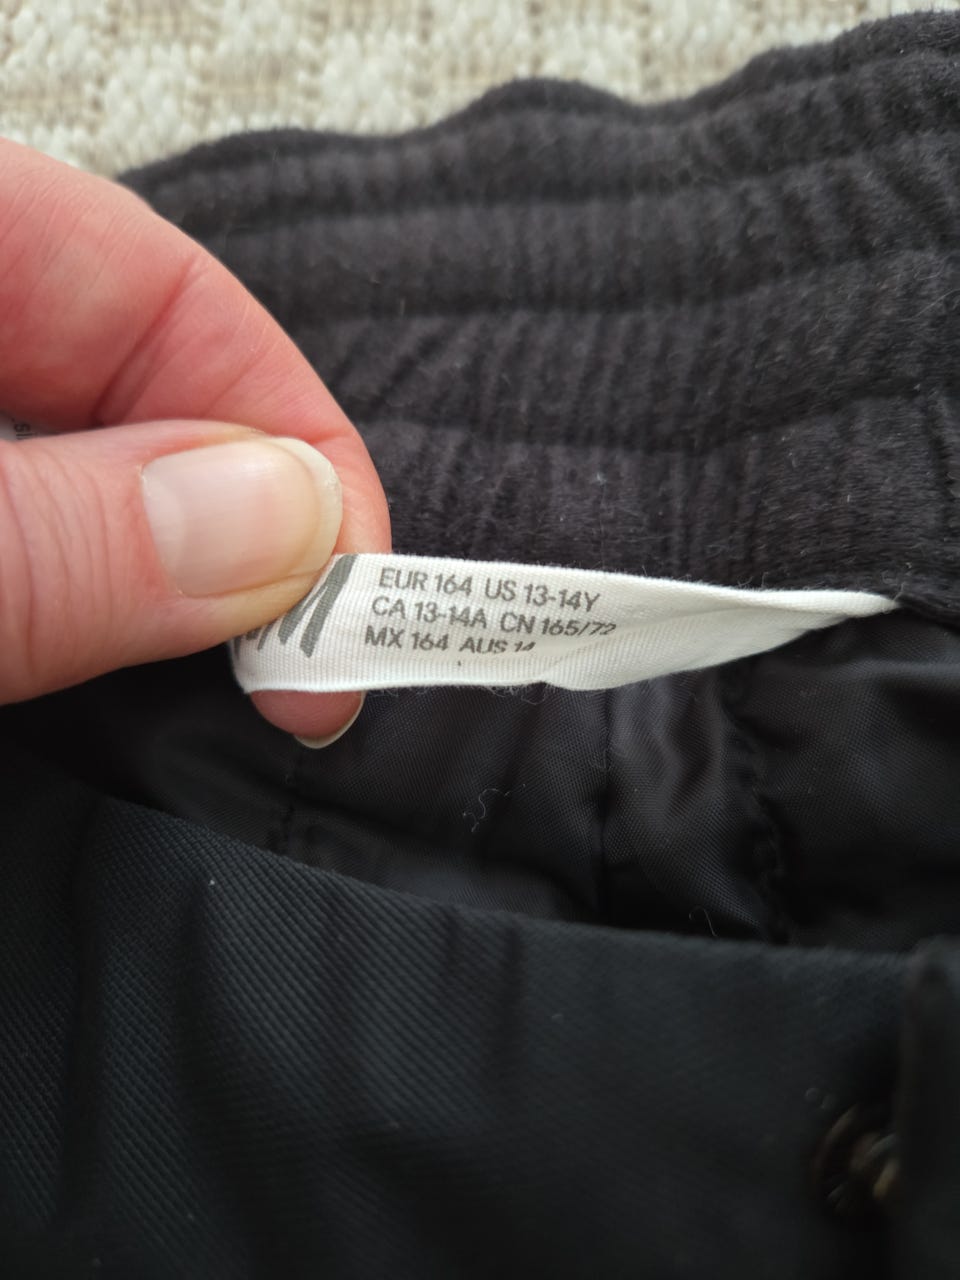 EUR 164 US 13-14Y
CA 13-14A CN 165/72
MX 164 AUS 14